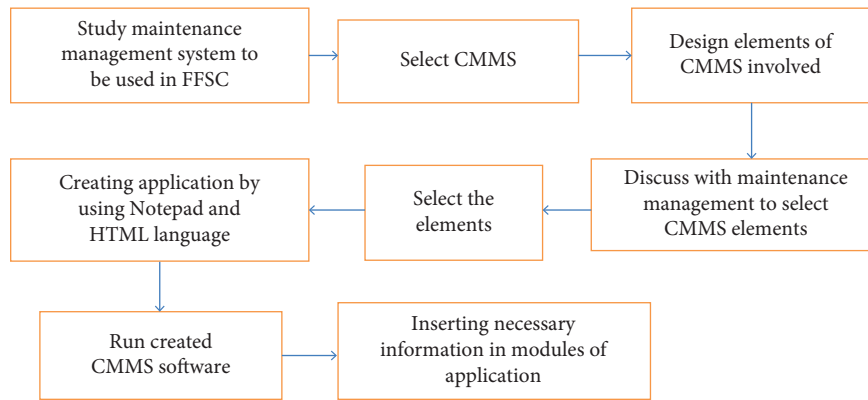 Study maintenance
management system to
be used in FFSC
Select CMMS
Design elements of
CMMS involved
Discuss with maintenance
management to select
CMMS elements
Select the
elements
Creating application by
using Notepad and
HTML language
Run created
CMMS software
Inserting necessary
information in modules of
application